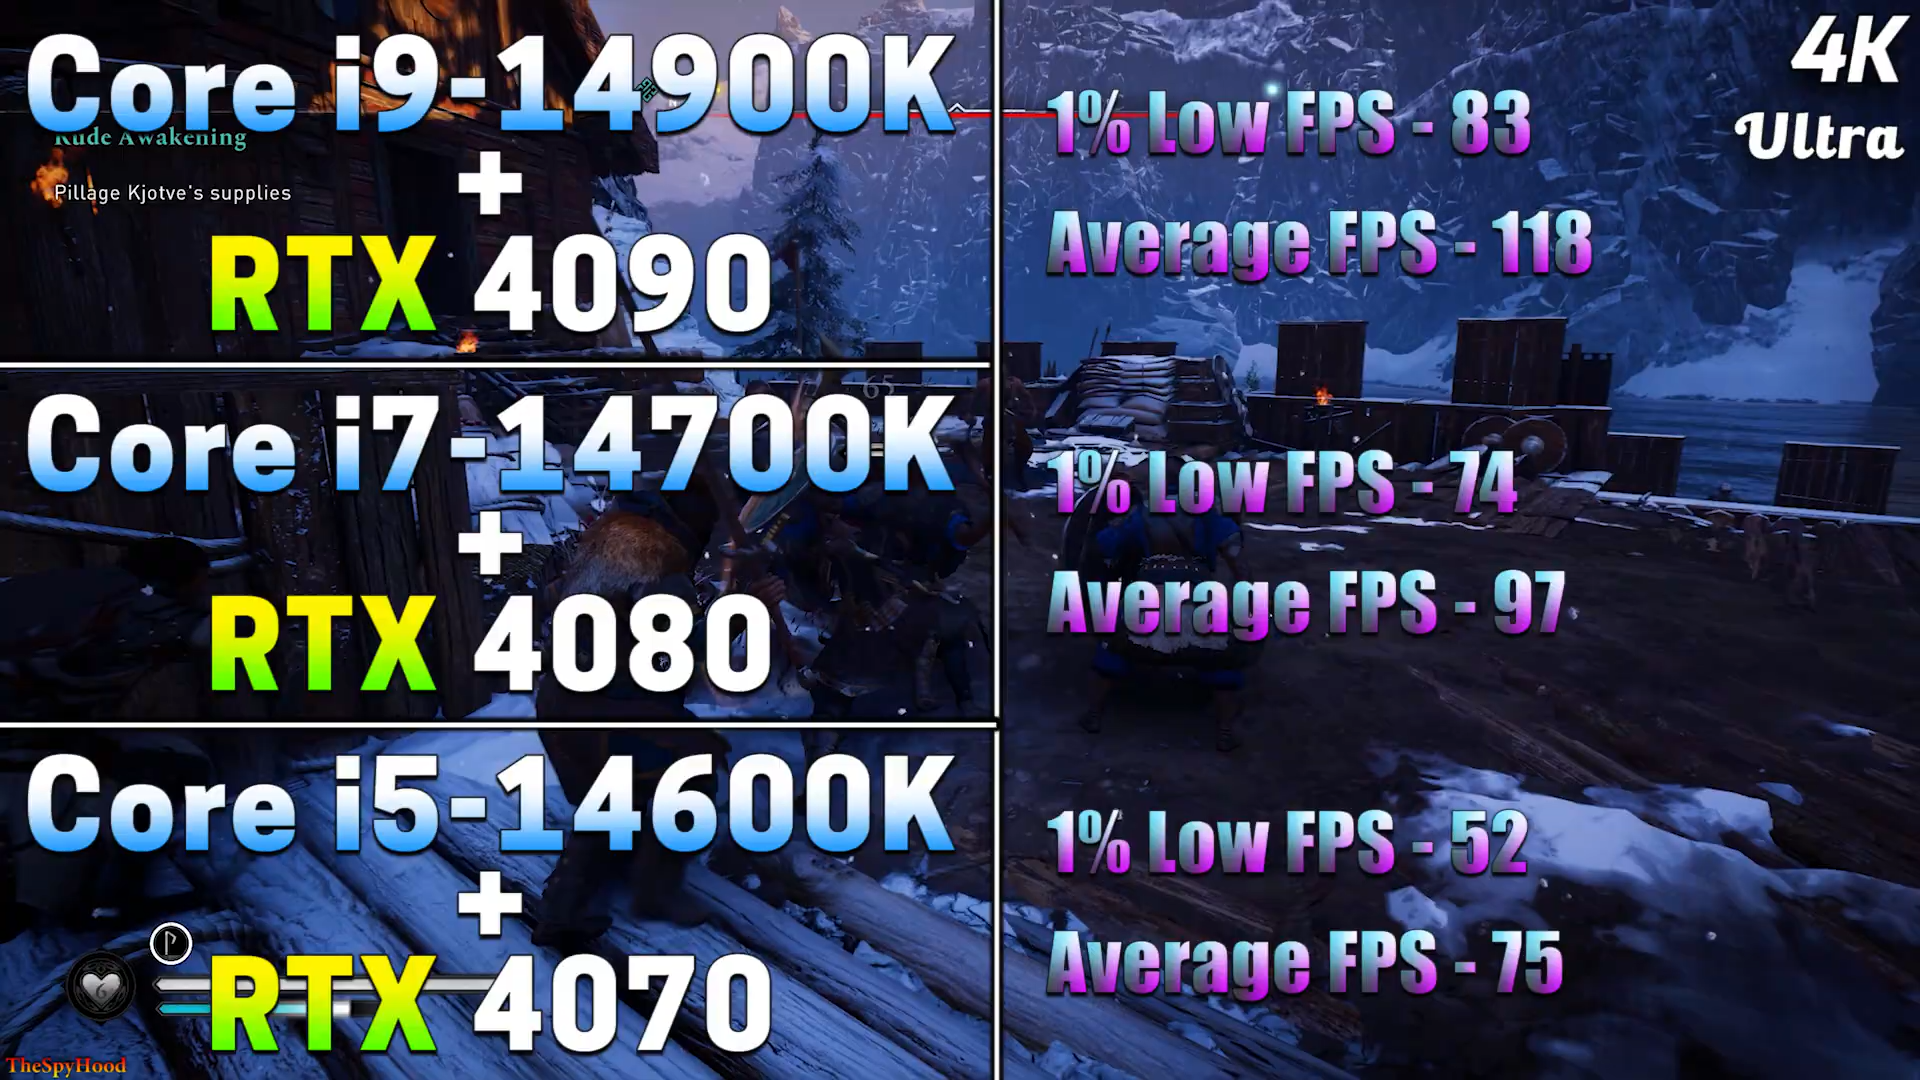 Core i9-14900K
+
RTX 4090
Rude Awakening
Pillage Kjotve's supplies
1% Low FPS - 83
Average FPS - 118
4K
Ultra
Core i7-14700K
+
RTX 4080
65
1% Low FPS - 74
Average FPS - 97
Core i5-14600K
+
RTX 4070
6
1% Low FPS - 52
Average FPS - 75
TheSpyHood